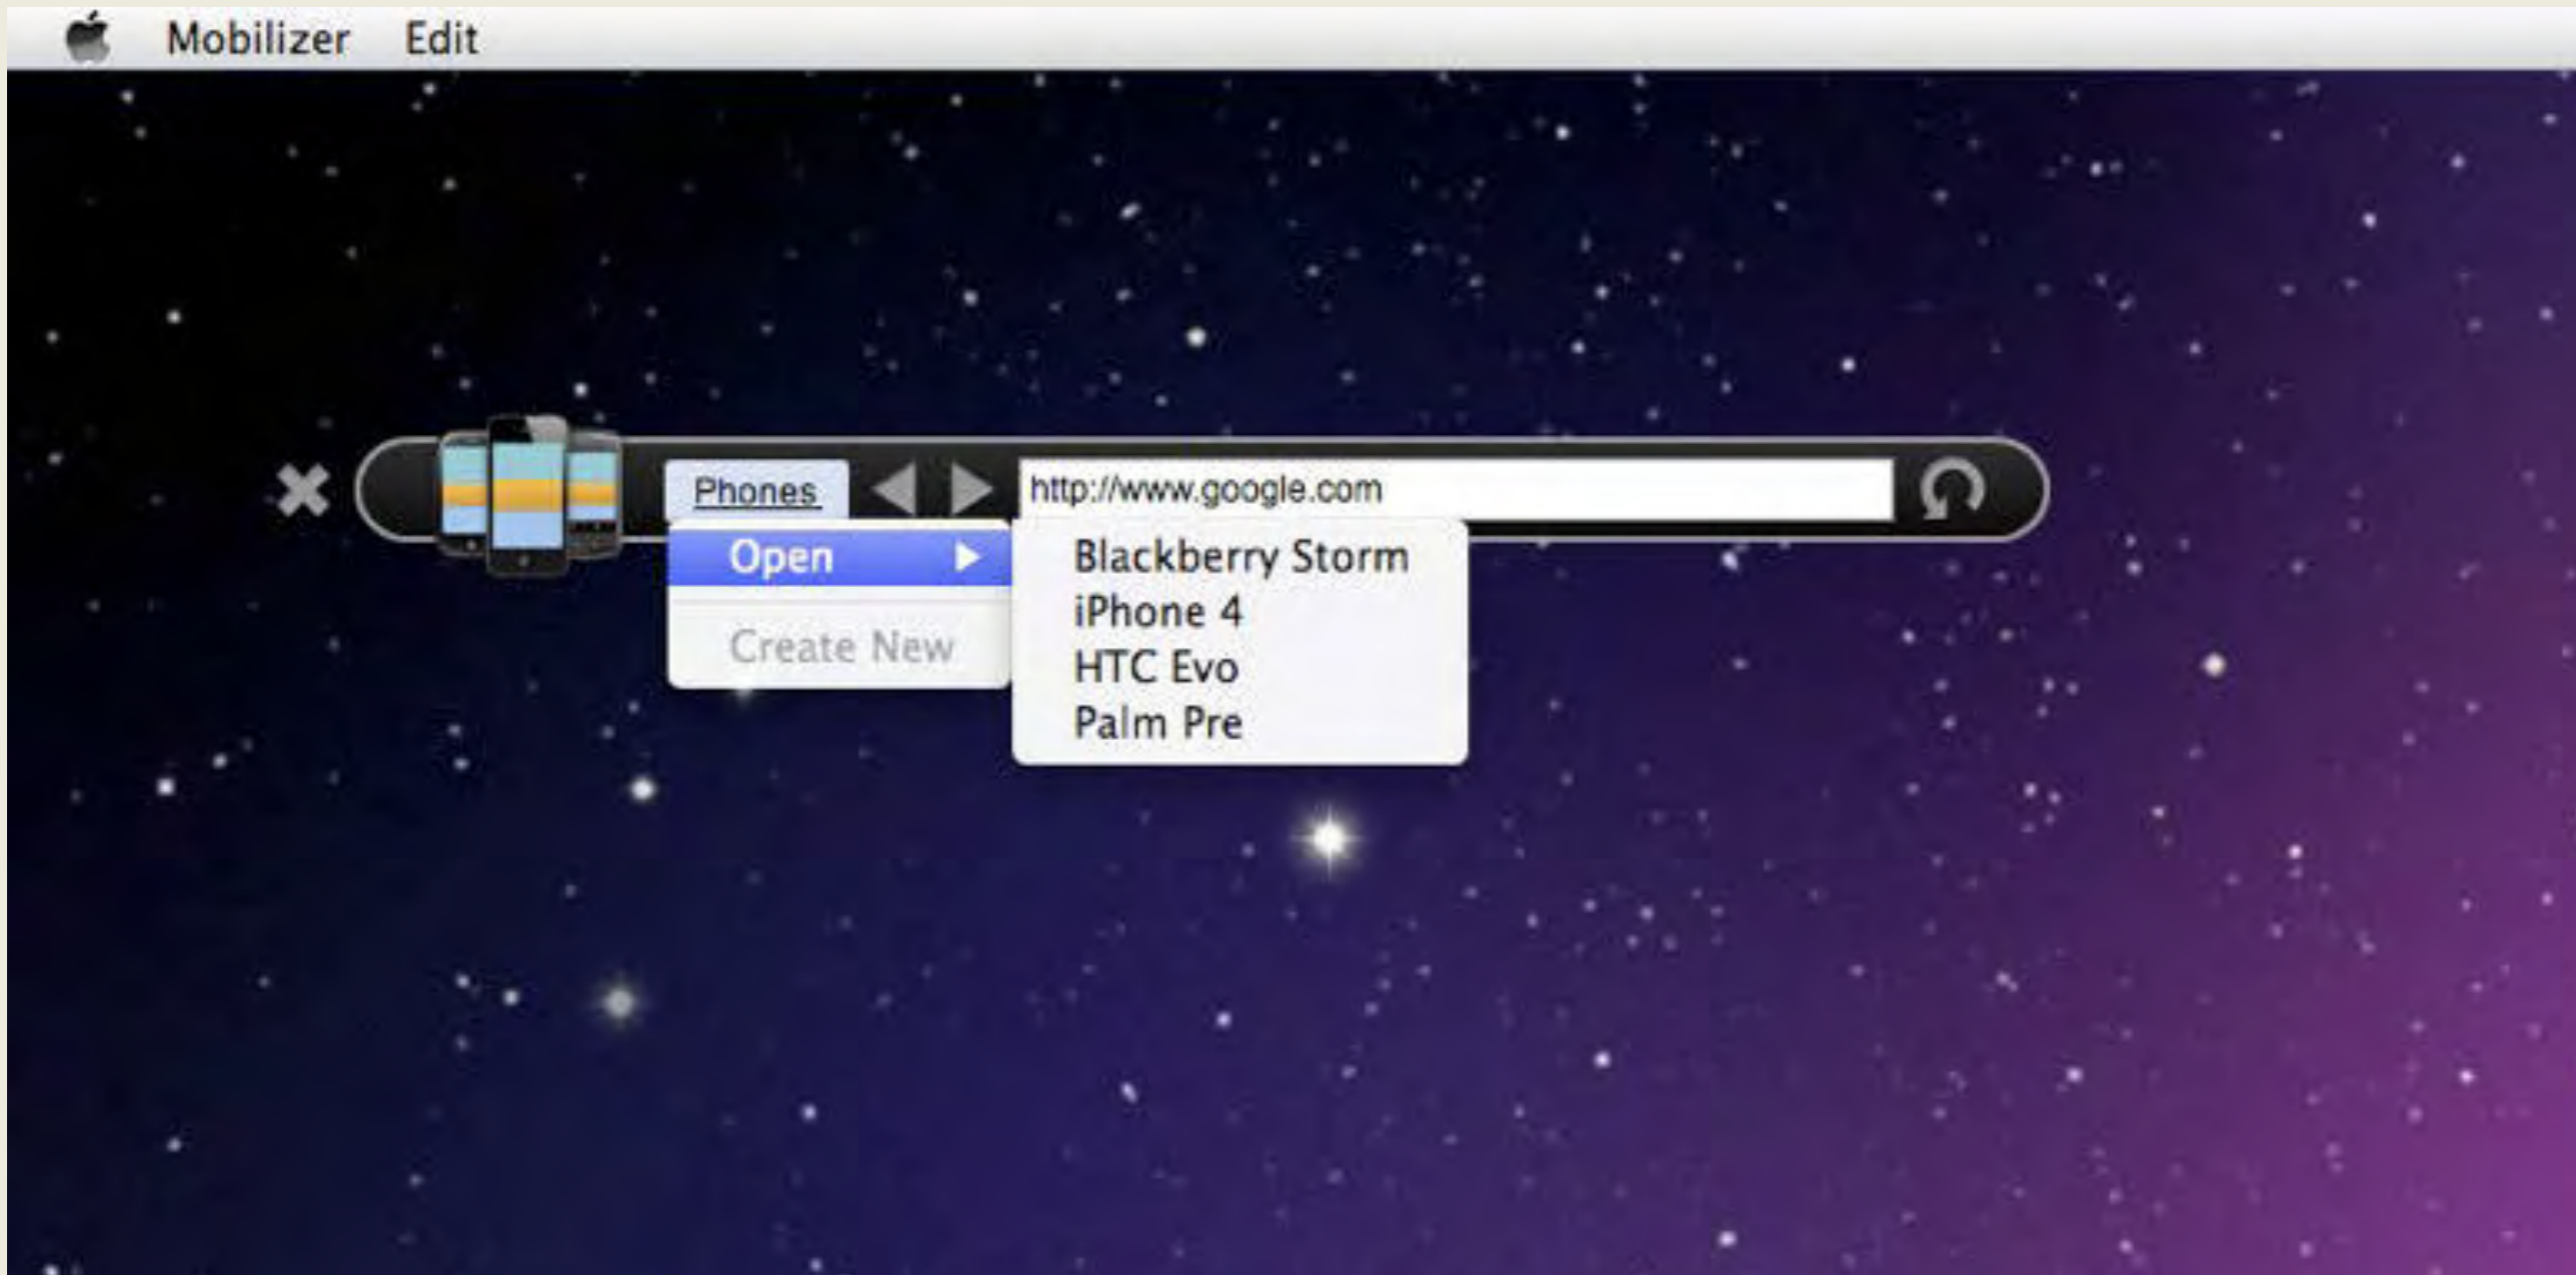 Mobilizer Edit
Phones http://www.google.com
Open Blackberry Storm
iPhone 4
Create New HTC Evo
Palm Pre